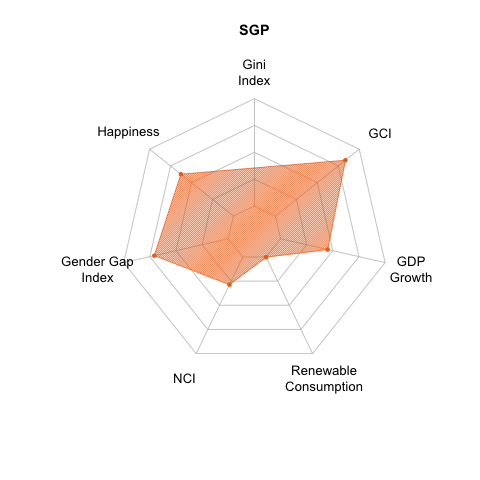 SGP
Gini
Index
Happiness
GCI
Gender Gap
Index
GDP
Growth
NCI
Renewable
Consumption